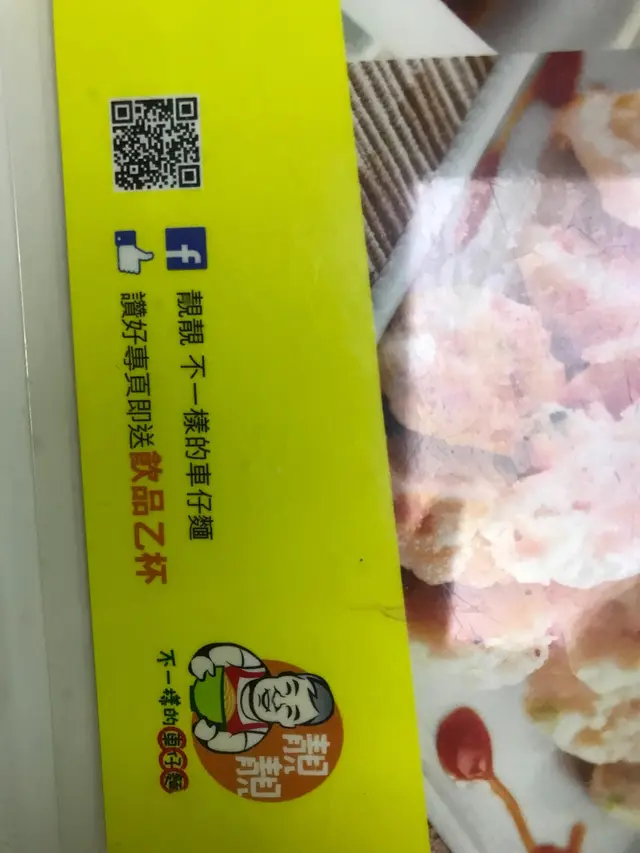 靚靚 不一樣的車仔麵
讚好專頁即送飲品乙杯
靚
靚
不一樣的車仔麵